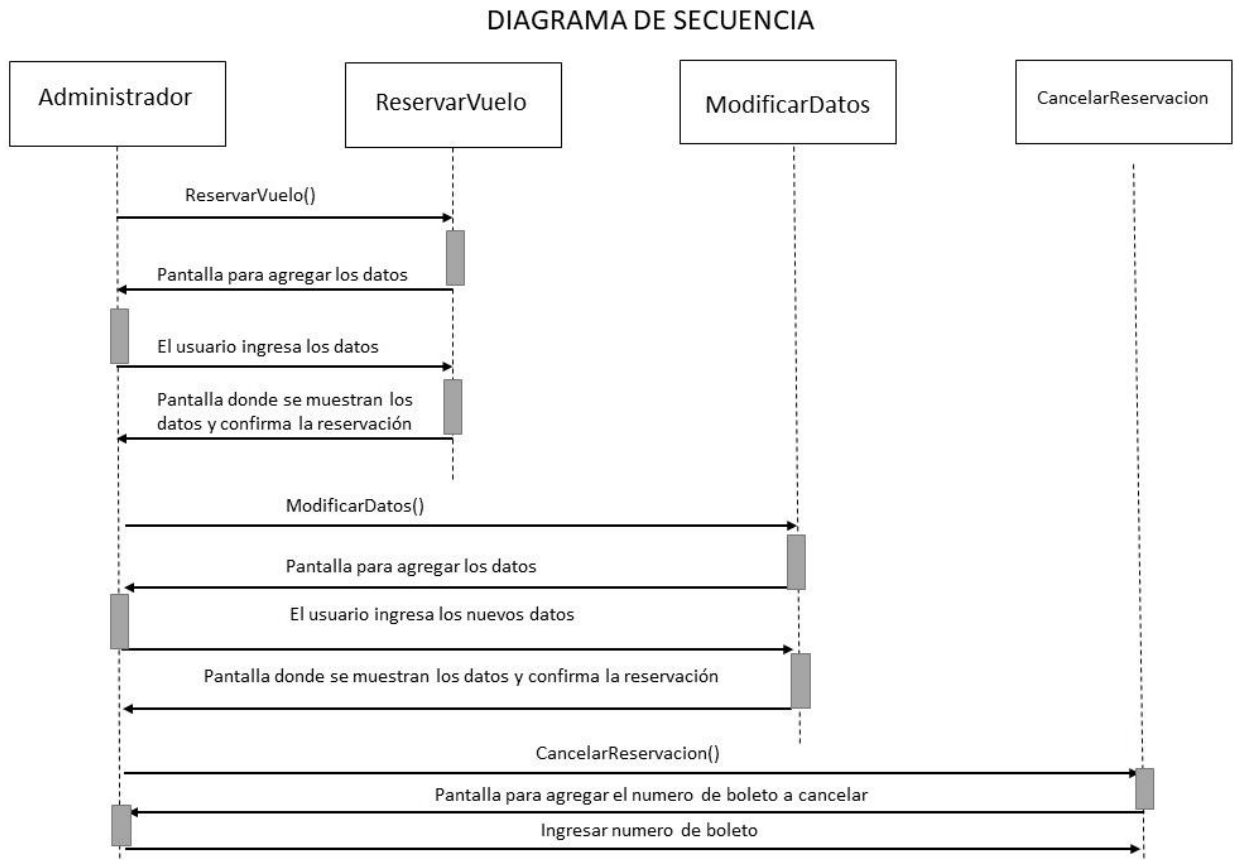 DIAGRAMA DE SECUENCIA
Administrador
ReservarVuelo
ModificarDatos
CancelarReservacion
ReservarVuelo()
Pantalla para agregar los datos
El usuario ingresa los datos
Pantalla donde se muestran los
datos y confirma la reservación
ModificarDatos()
Pantalla para agregar los datos
El usuario ingresa los nuevos datos
Pantalla donde se muestran los datos y confirma la reservación
CancelarReservacion()
Pantalla para agregar el numero de boleto a cancelar
Ingresar numero de boleto